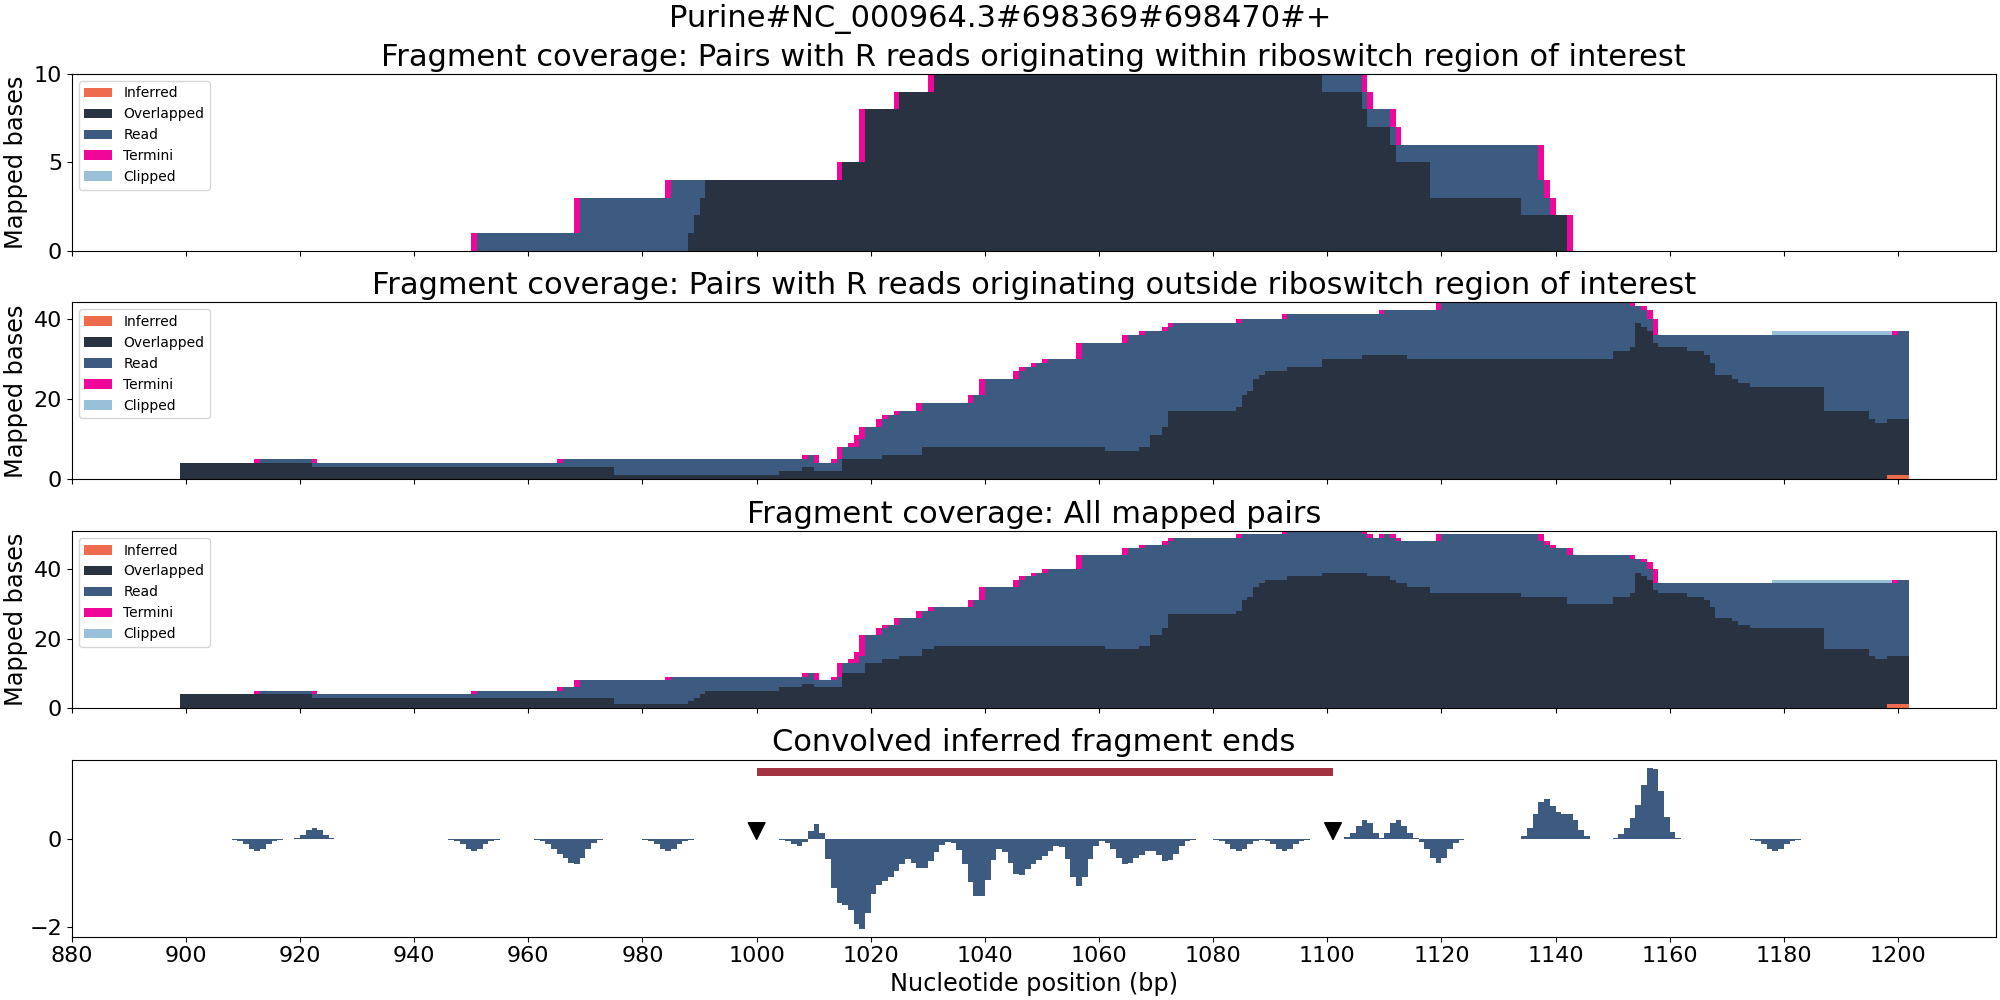 Purine#NC_000964.3#698369#698470#+
Fragment coverage: Pairs with R reads originating within riboswitch region of interest
Mapped bases
10
5
0
Inferred
Overlapped
Read
Termini
Clipped
Fragment coverage: Pairs with R reads originating outside riboswitch region of interest
Mapped bases
40
20
0
Inferred
Overlapped
Read
Termini
Clipped
Fragment coverage: All mapped pairs
Mapped bases
40
20
0
Inferred
Overlapped
Read
Termini
Clipped
Convolved inferred fragment ends
0
−2
880 900 920 940 960 980 1000 1020 1040 1060 1080 1100 1120 1140 1160 1180 1200
Nucleotide position (bp)